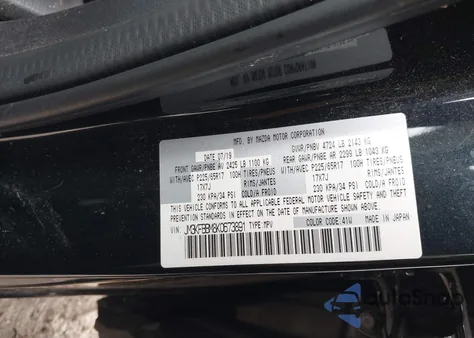 MFD. BY MAZDA MOTOR CORPORATION
DATE 07/19 GVWR/PNBV 4724 LB 2143 KG
FRONT GAWR/PNBE AV 2425 LB 1100 KG REAR GAWR/PNBE AR 2299 LB 1043 KG
WITH/AVEC P225/65R17 100H TIRES/PNEUS WITH/AVEC P225/65R17 100H TIRES/PNEUS
17X7J RIMS/JANTES 17X7J RIMS/JANTES
230 KPA/34 PSI COLD/A FROID 230 KPA/34 PSI COLD/A FROID
THIS VEHICLE CONFORMS TO ALL APPLICABLE FEDERAL
MOTOR VEHICLE SAFETY STANDARDS IN EFFECT ON THE
DATE OF MANUFACTURE SHOWN ABOVE.
VIN: TYPE:MPV COLOR CODE:41W MADE IN JAPAN
AutoSnap